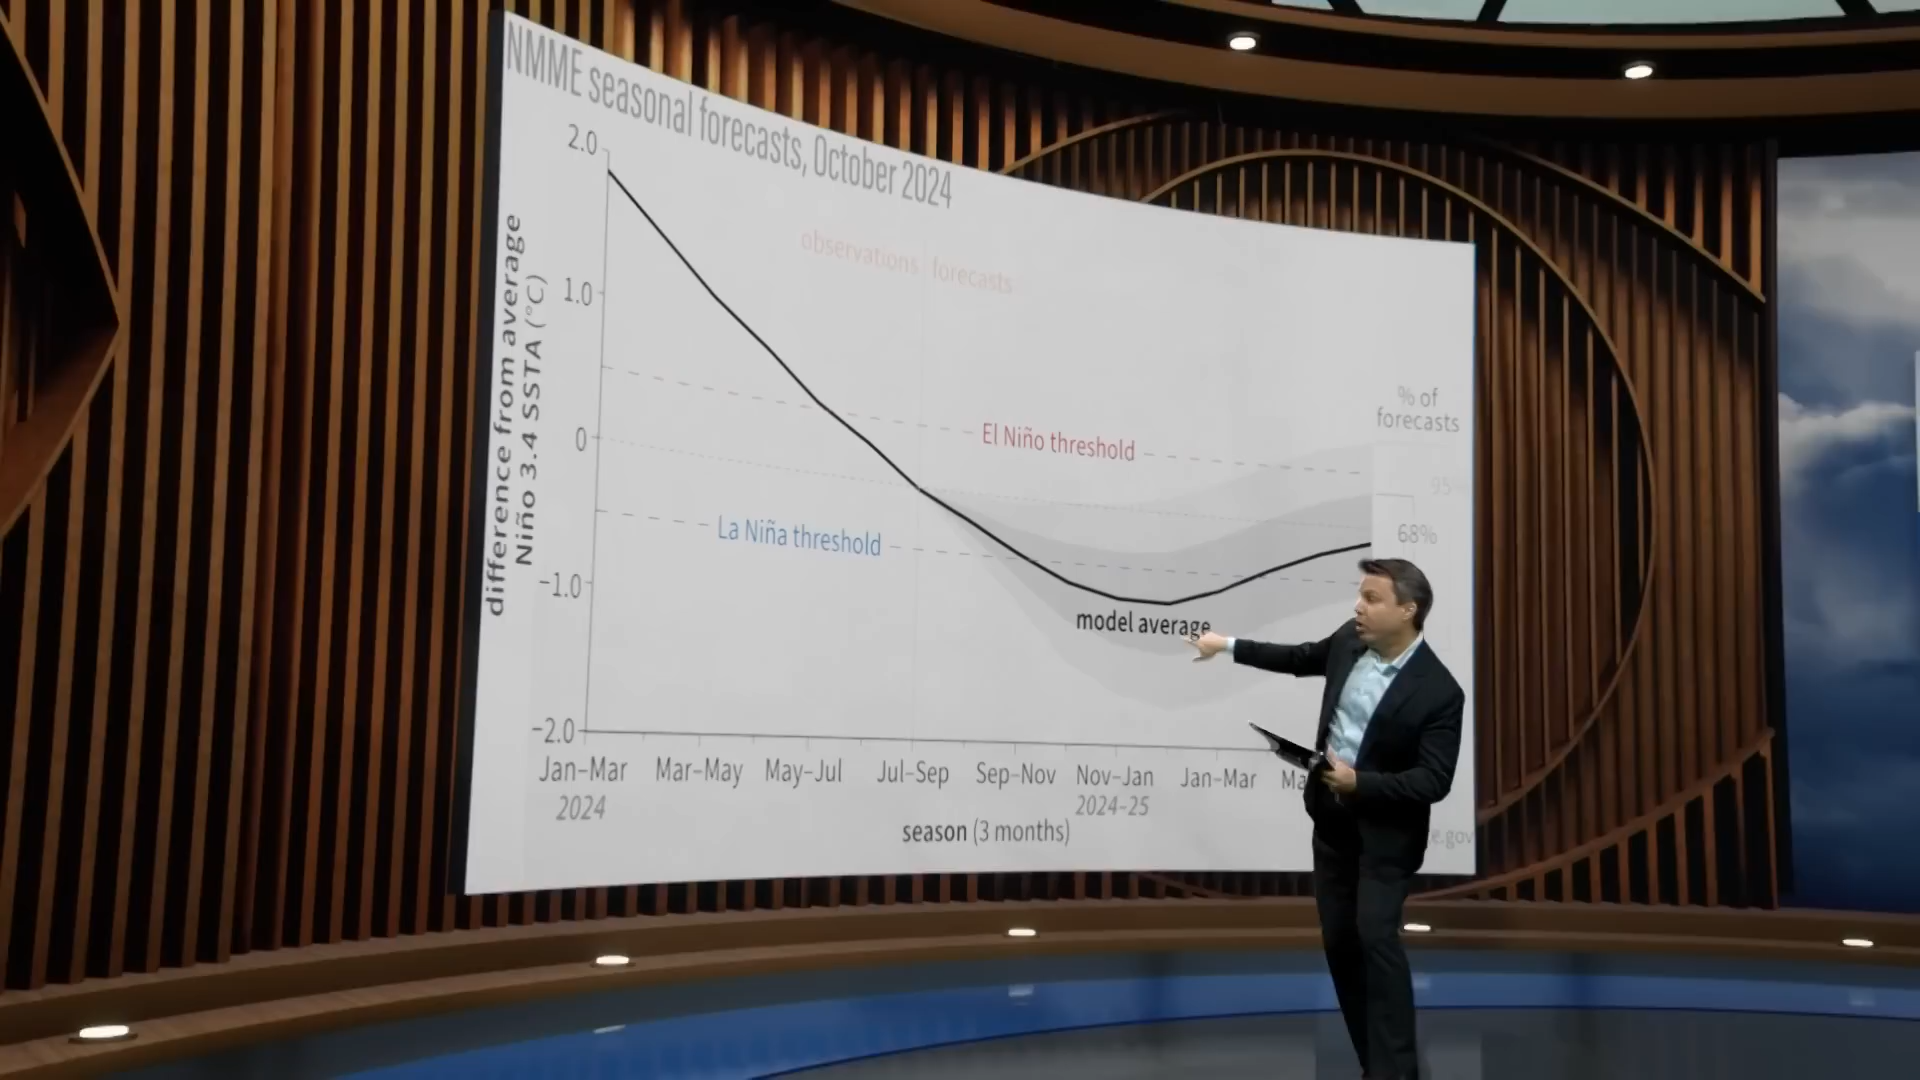 NMME seasonal forecasts, October 2024
difference from average
Niño 3.4 SSTA (°C)
2.0
1.0
0
-1.0
-2.0
observations
forecasts
El Niño threshold
La Niña threshold
model average
% of
forecasts
95
68%
Jan-Mar
2024
Mar-May
May-Jul
Jul-Sep
Sep-Nov
Nov-Jan
2024-25
Jan-Mar
season (3 months)